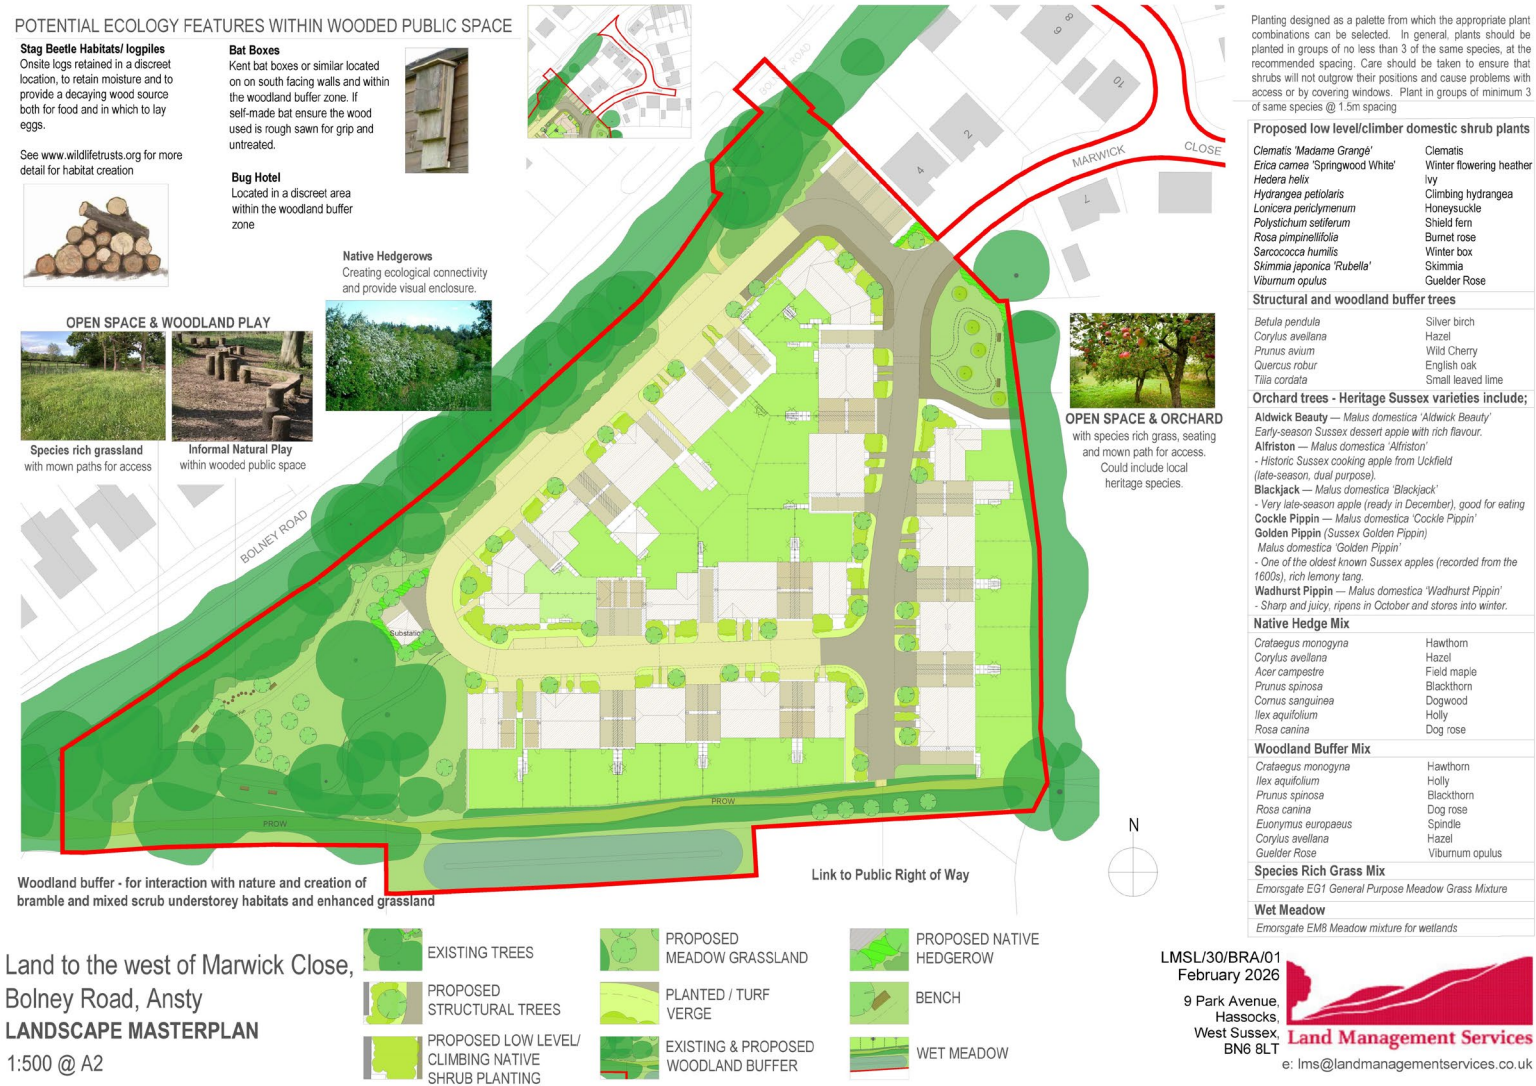 POTENTIAL ECOLOGY FEATURES WITHIN WOODED PUBLIC SPACE
Stag Beetle Habitats/ logpiles
Onsite logs retained in a discreet
location, to retain moisture and to
provide a decaying wood source
both for food and in which to lay
eggs.
See www.wildlifetrusts.org for more
detail for habitat creation
Bat Boxes
Kent bat boxes or similar located
on on south facing walls and within
the woodland buffer zone. If
self-made bat ensure the wood
used is rough sawn for grip and
untreated.
Bug Hotel
Located in a discreet area
within the woodland buffer
zone
Native Hedgerows
Creating ecological connectivity
and provide visual enclosure.
OPEN SPACE & WOODLAND PLAY
Species rich grassland
with mown paths for access
Informal Natural Play
within wooded public space
BOLNEY ROAD
8
9
10
2
4
7
MARWICK
CLOSE
OPEN SPACE & ORCHARD
with species rich grass, seating
and mown path for access.
Could include local
heritage species.
BOLNEY ROAD
Substation
PROW
PROW
Woodland buffer - for interaction with nature and creation of
bramble and mixed scrub understorey habitats and enhanced grassland
Link to Public Right of Way
N
Planting designed as a palette from which the appropriate plant
combinations can be selected. In general, plants should be
planted in groups of no less than 3 of the same species, at the
recommended spacing. Care should be taken to ensure that
shrubs will not outgrow their positions and cause problems with
access or by covering windows. Plant in groups of minimum 3
of same species @ 1.5m spacing
Proposed low level/climber domestic shrub plants
Clematis 'Madame Grangè' Clematis
Erica carnea 'Springwood White' Winter flowering heather
Hedera helix Ivy
Hydrangea petiolaris Climbing hydrangea
Lonicera periclymenum Honeysuckle
Polystichum setiferum Shield fern
Rosa pimpinellifolia Burnet rose
Sarcococca humilis Winter box
Skimmia japonica 'Rubella' Skimmia
Viburnum opulus Guelder Rose
Structural and woodland buffer trees
Betula pendula Silver birch
Corylus avellana Hazel
Prunus avium Wild Cherry
Quercus robur English oak
Tilia cordata Small leaved lime
Orchard trees - Heritage Sussex varieties include;
Aldwick Beauty — Malus domestica 'Aldwick Beauty'
Early-season Sussex dessert apple with rich flavour.
Alfriston — Malus domestica 'Alfriston'
- Historic Sussex cooking apple from Uckfield
(late-season, dual purpose).
Blackjack — Malus domestica 'Blackjack'
- Very late-season apple (ready in December), good for eating
Cockle Pippin — Malus domestica 'Cockle Pippin'
Golden Pippin (Sussex Golden Pippin)
Malus domestica 'Golden Pippin'
- One of the oldest known Sussex apples (recorded from the
1600s), rich lemony tang.
Wadhurst Pippin — Malus domestica 'Wadhurst Pippin'
- Sharp and juicy, ripens in October and stores into winter.
Native Hedge Mix
Crataegus monogyna Hawthorn
Corylus avellana Hazel
Acer campestre Field maple
Prunus spinosa Blackthorn
Cornus sanguinea Dogwood
Ilex aquifolium Holly
Rosa canina Dog rose
Woodland Buffer Mix
Crataegus monogyna Hawthorn
Ilex aquifolium Holly
Prunus spinosa Blackthorn
Rosa canina Dog rose
Euonymus europaeus Spindle
Corylus avellana Hazel
Guelder Rose Viburnum opulus
Species Rich Grass Mix
Emorsgate EG1 General Purpose Meadow Grass Mixture
Wet Meadow
Emorsgate EM8 Meadow mixture for wetlands
Land to the west of Marwick Close,
Bolney Road, Ansty
LANDSCAPE MASTERPLAN
1:500 @ A2
EXISTING TREES
PROPOSED
STRUCTURAL TREES
PROPOSED LOW LEVEL/
CLIMBING NATIVE
SHRUB PLANTING
PROPOSED
MEADOW GRASSLAND
PLANTED / TURF
VERGE
EXISTING & PROPOSED
WOODLAND BUFFER
PROPOSED NATIVE
HEDGEROW
BENCH
WET MEADOW
LMSL/30/BRA/01
February 2026
9 Park Avenue,
Hassocks,
West Sussex,
BN6 8LT
Land Management Services
e: lms@landmanagementservices.co.uk